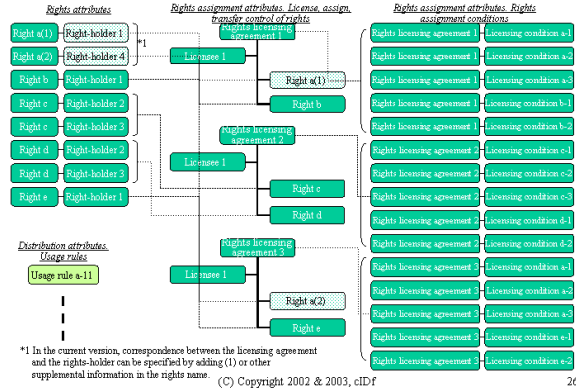 Rights attributes
Rights assignment attributes. License, assign,
transfer control of rights
Rights assignment attributes. Rights
assignment conditions
Right a(1)
Right-holder 1
Right a(2)
Right-holder 4
*1
Right b
Right-holder 1
Right c
Right-holder 2
Right c
Right-holder 3
Right d
Right-holder 2
Right d
Right-holder 3
Right e
Right-holder 1
Distribution attributes.
Usage rules
Usage rule a-11
Rights licensing
agreement 1
Licensee 1
Right a(1)
Right b
Rights licensing
agreement 2
Licensee 1
Right c
Right d
Rights licensing
agreement 3
Licensee 1
Right a(2)
Right e
Rights licensing agreement 1
Licensing condition a-1
Rights licensing agreement 1
Licensing condition a-2
Rights licensing agreement 1
Licensing condition a-3
Rights licensing agreement 1
Licensing condition b-1
Rights licensing agreement 1
Licensing condition b-2
Rights licensing agreement 2
Licensing condition c-1
Rights licensing agreement 2
Licensing condition c-2
Rights licensing agreement 2
Licensing condition c-3
Rights licensing agreement 2
Licensing condition d-1
Rights licensing agreement 2
Licensing condition d-2
Rights licensing agreement 3
Licensing condition a-1
Rights licensing agreement 3
Licensing condition a-2
Rights licensing agreement 3
Licensing condition a-3
Rights licensing agreement 3
Licensing condition e-1
Rights licensing agreement 3
Licensing condition e-2
*1 In the current version, correspondence between the licensing agreement
and the rights-holder can be specified by adding (1) or other
supplemental information in the rights name.
(C) Copyright 2002 & 2003, cIDf